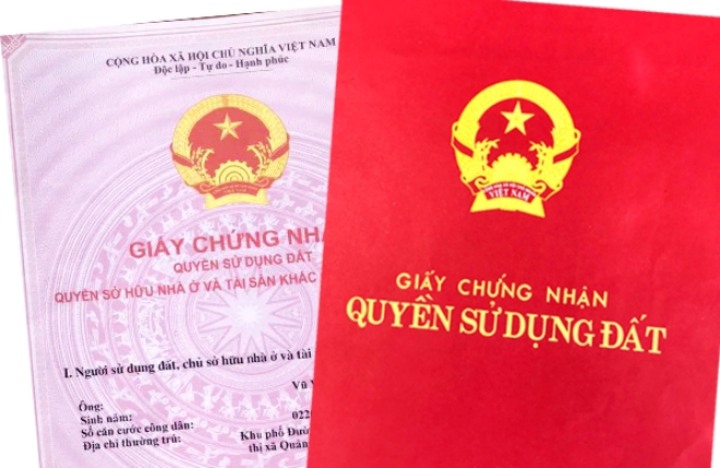 CỘNG HÒA XÃ HỘI CHỦ NGHĨA VIỆT NAM
Độc lập - Tự do - Hạnh phúc
GIẤY CHỨNG NHẬ
QUYỀN SỬ DỤNG ĐẤT
QUYỀN SỞ HỮU NHÀ Ở VÀ TÀI SẢN KHÁC
I. Người sử dụng đất, chủ sở hữu nhà ở và tài
Vũ
Ông:
Sinh năm:
Số căn cước công dân: 022
Địa chỉ thường trú: Khu phố Đườ
thị xã Quản
VIỆT NAM
GIẤY CHỨNG NHẬN
QUYỀN SỬ DỤNG ĐẤT